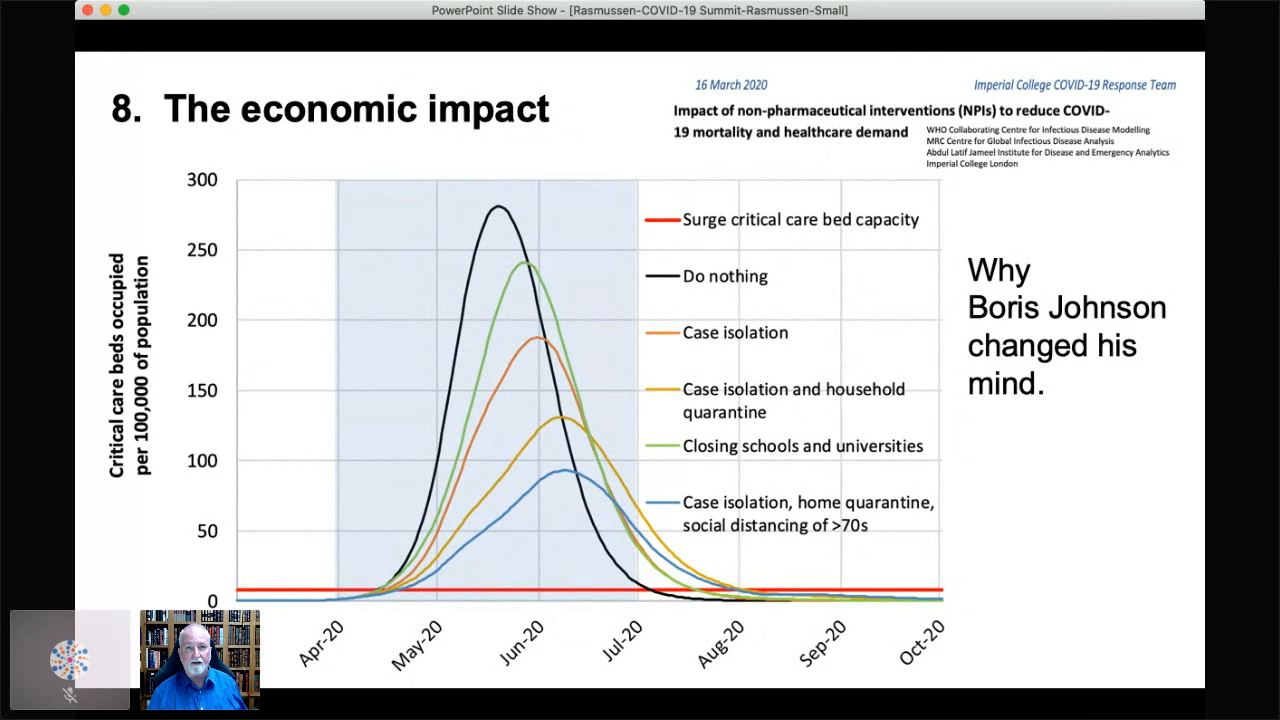 PowerPoint Slide Show - [Rasmussen-COVID-19 Summit-Rasmussen-Small]
8. The economic impact
16 March 2020
Imperial College COVID-19 Response Team
Impact of non-pharmaceutical interventions (NPIs) to reduce COVID-
19 mortality and healthcare demand
WHO Collaborating Centre for Infectious Disease Modelling
MRC Centre for Global Infectious Disease Analysis
Abdul Latif Jameel Institute for Disease and Emergency Analytics
Imperial College London
Critical care beds occupied
per 100,000 of population
300
250
200
150
100
50
0
Surge critical care bed capacity
Do nothing
Case isolation
Case isolation and household
quarantine
Closing schools and universities
Case isolation, home quarantine,
social distancing of >70s
Apr-20
May-20
Jun-20
Jul-20
Aug-20
Sep-20
Oct-20
Why
Boris Johnson
changed his
mind.